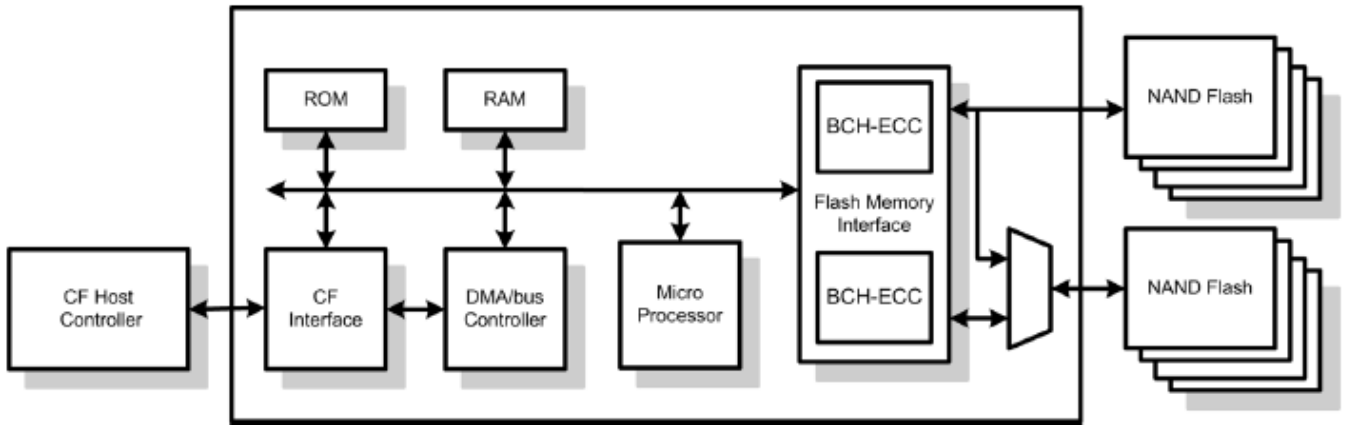 ROM
RAM
BCH-ECC
NAND Flash
Flash Memory
Interface
CF Host
Controller
CF
Interface
DMA/bus
Controller
Micro
Processor
BCH-ECC
NAND Flash